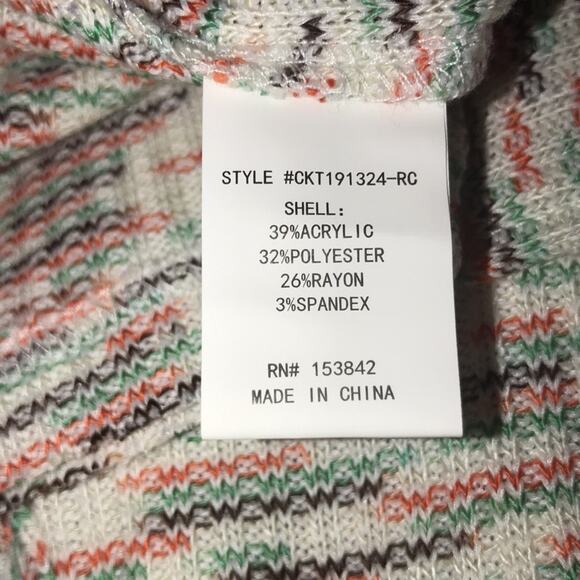 STYLE #CKT191324-RC
SHELL:
39%ACRYLIC
32%POLYESTER
26%RAYON
3%SPANDEX
RN# 153842
MADE IN CHINA